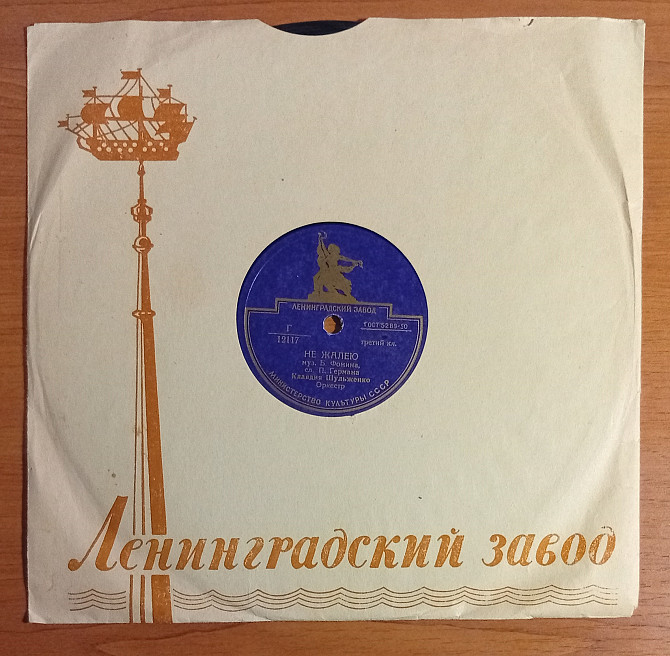 ЛЕНИНГРАДСКИЙ ЗАВОД
Г
12117
ГОСТ 5289-50
третий кл.
НЕ ЖАЛЕЮ
муз. Б Фомина,
сл. П. Германа
Клавдия Шульженко
Оркестр
МИНИСТЕРСТВО КУЛЬТУРЫ СССР
Ленинградский завод